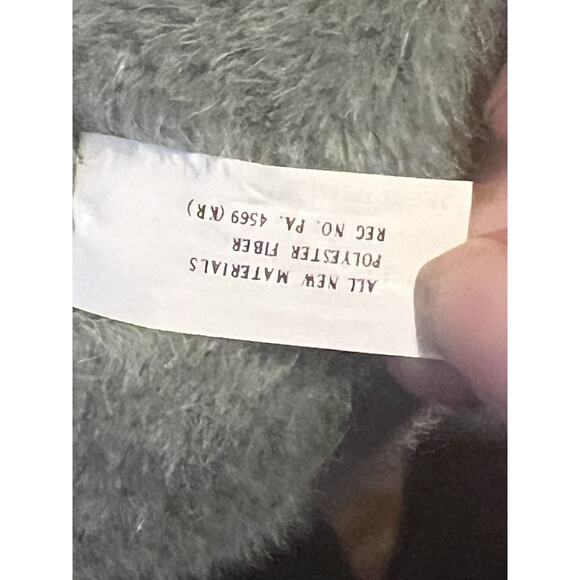 ALL NEW MATERIALS
POLYESTER FIBER
REG NO. PA. 4569 (KR)